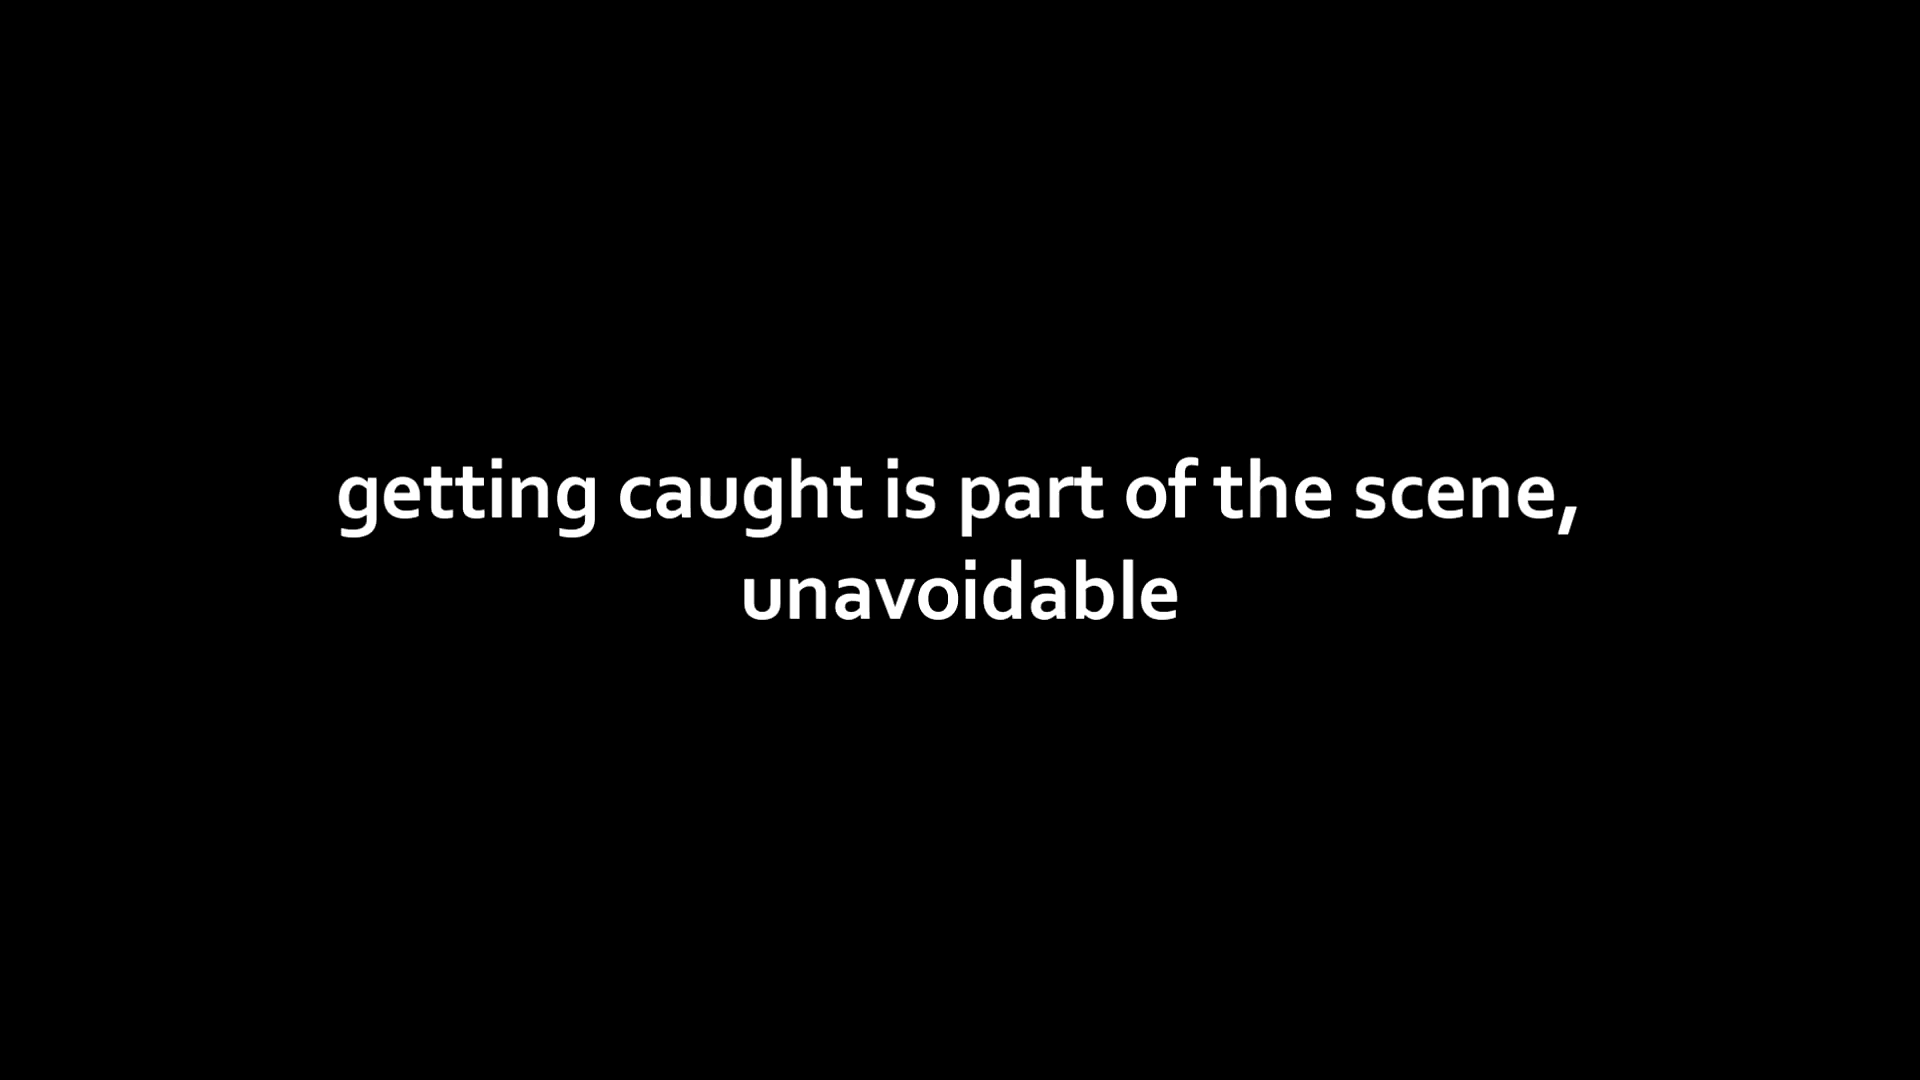 getting caught is part of the scene,
unavoidable